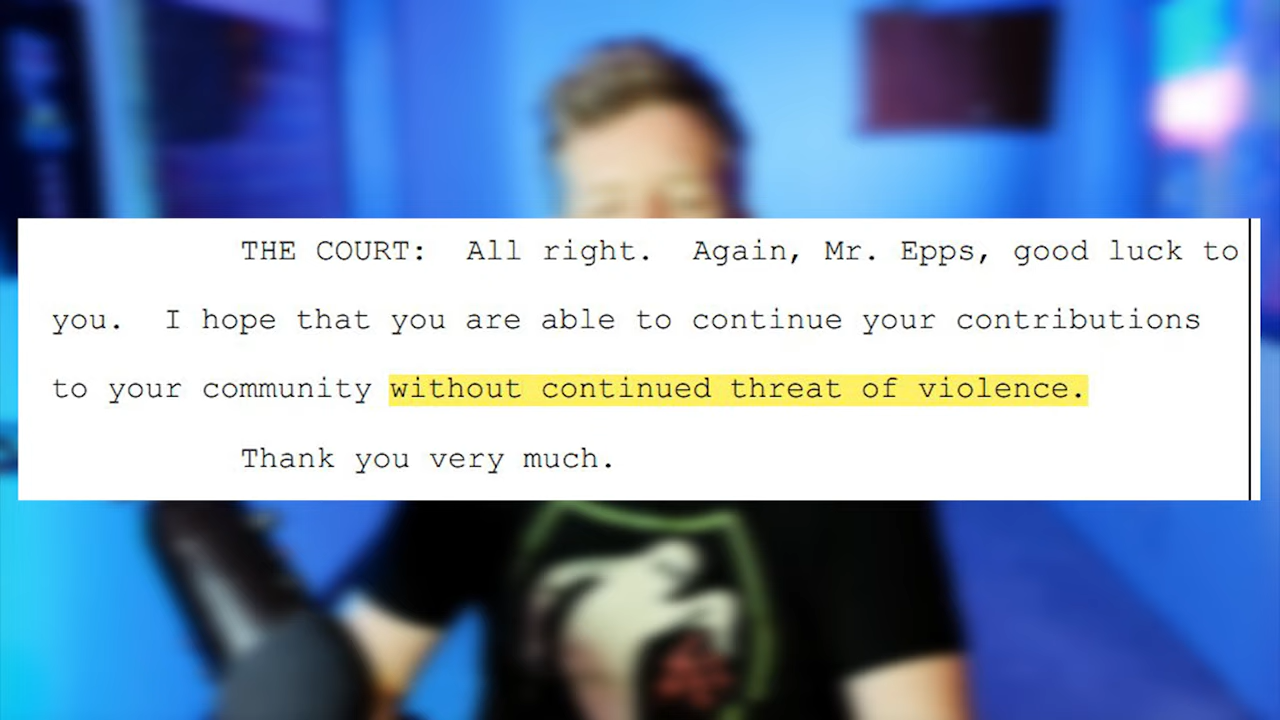 THE COURT: All right. Again, Mr. Epps, good luck to
you. I hope that you are able to continue your contributions
to your community without continued threat of violence.
Thank you very much.